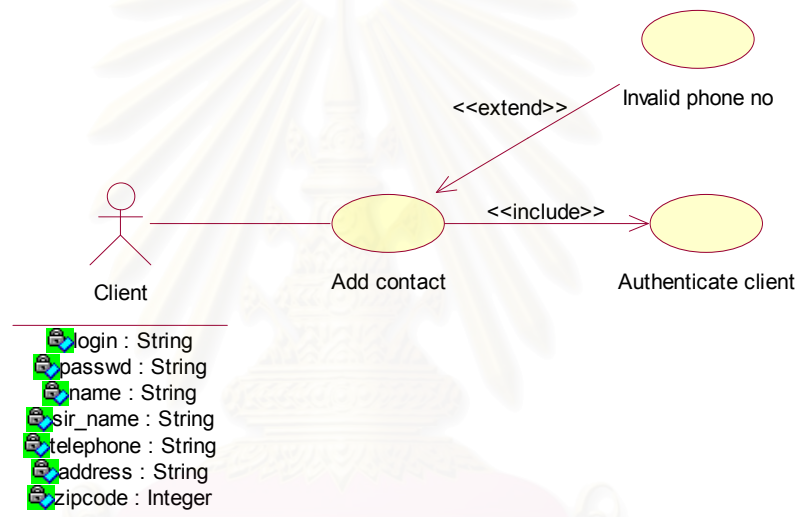 Invalid phone no
<<extend>>
<<include>>
Client
Add contact
Authenticate client
login : String
passwd : String
name : String
sir_name : String
telephone : String
address : String
zipcode : Integer